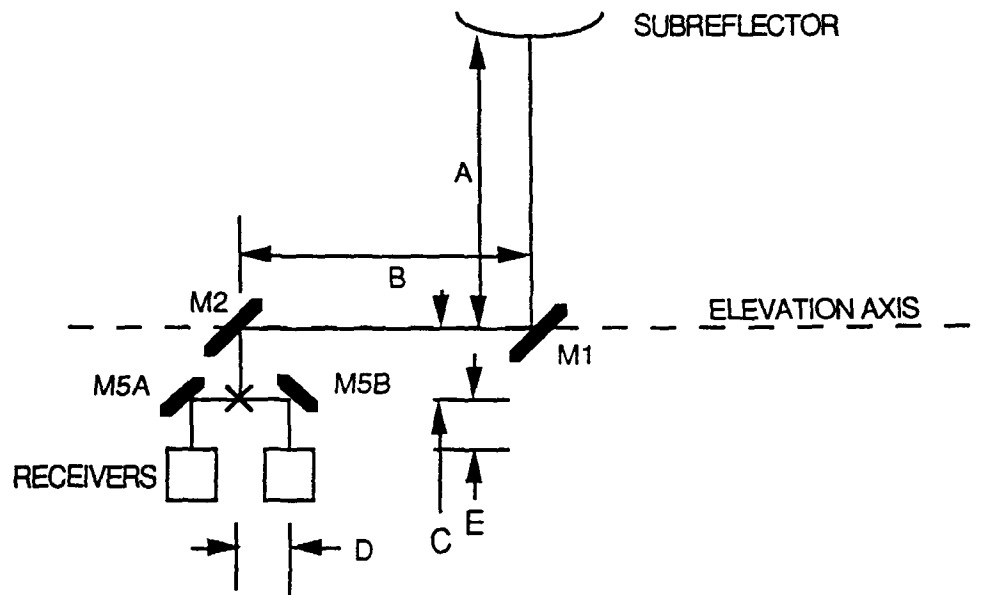 SUBREFLECTOR
A
B
M2
ELEVATION AXIS
M1
M5A
M5B
RECEIVERS
C
E
D